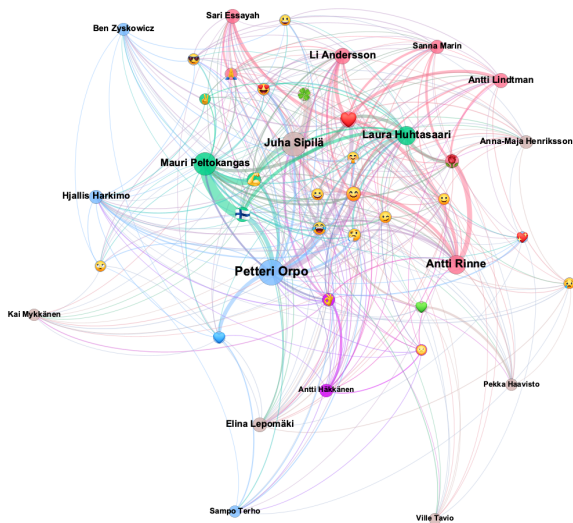 Sari Essayah
Ben Zyskowicz
Sanna Marin
Li Andersson
Antti Lindtman
Laura Huhtasaari
Anna-Maja Henriksson
Juha Sipilä
Mauri Peltokangas
Hjallis Harkimo
Antti Rinne
Petteri Orpo
Kai Mykkänen
Pekka Haavisto
Antti Häkkänen
Elina Lepomäki
Sampo Terho
Ville Tavio